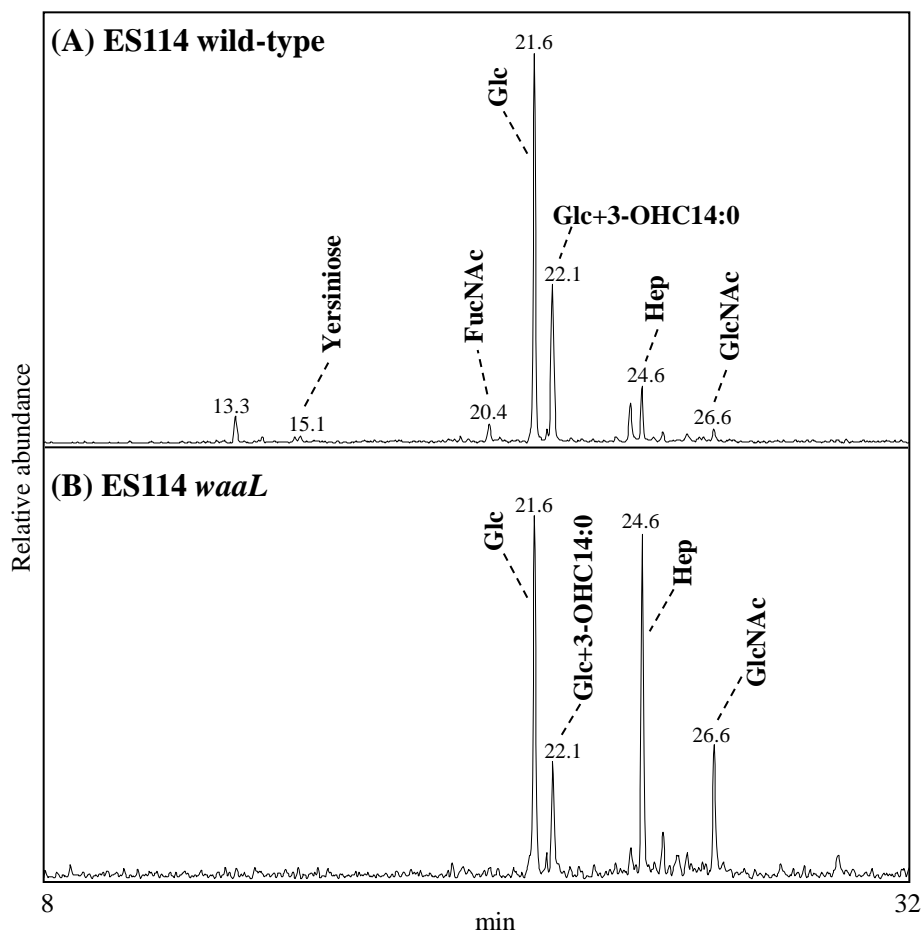 (A) ES114 wild-type
21.6
Glc
Glc+3-OHC14:0
22.1
Yersiniose
FucNAc
Hep
GlcNAc
13.3
15.1
20.4
24.6
26.6
Relative abundance
(B) ES114 waaL
21.6
Glc
Glc+3-OHC14:0
22.1
24.6
Hep
GlcNAc
26.6
8
32
min